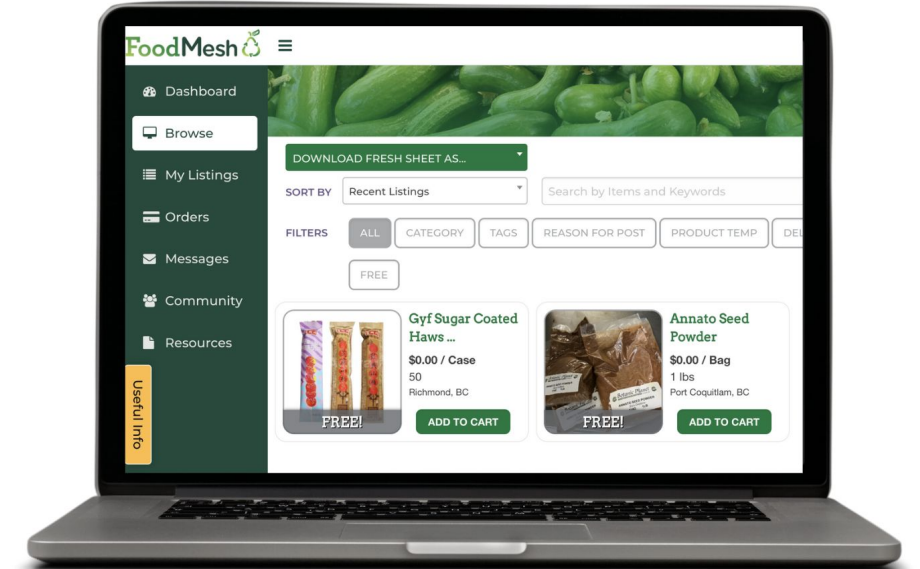 FoodMesh
Dashboard
Browse
My Listings
Orders
Messages
Community
Resources
Useful Info
DOWNLOAD FRESH SHEET AS...
SORT BY
Recent Listings
Search by Items and Keywords
FILTERS
ALL
CATEGORY
TAGS
REASON FOR POST
PRODUCT TEMP
DEL
FREE
FREE!
Gyf Sugar Coated
Haws ...
$0.00 / Case
50
Richmond, BC
ADD TO CART
FREE!
Annato Seed
Powder
$0.00 / Bag
1 lbs
Port Coquitlam, BC
ADD TO CART